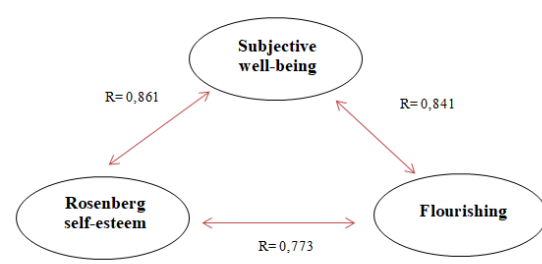 Subjective
well-being
R= 0,861
R= 0,841
Rosenberg
self-esteem
Flourishing
R= 0,773